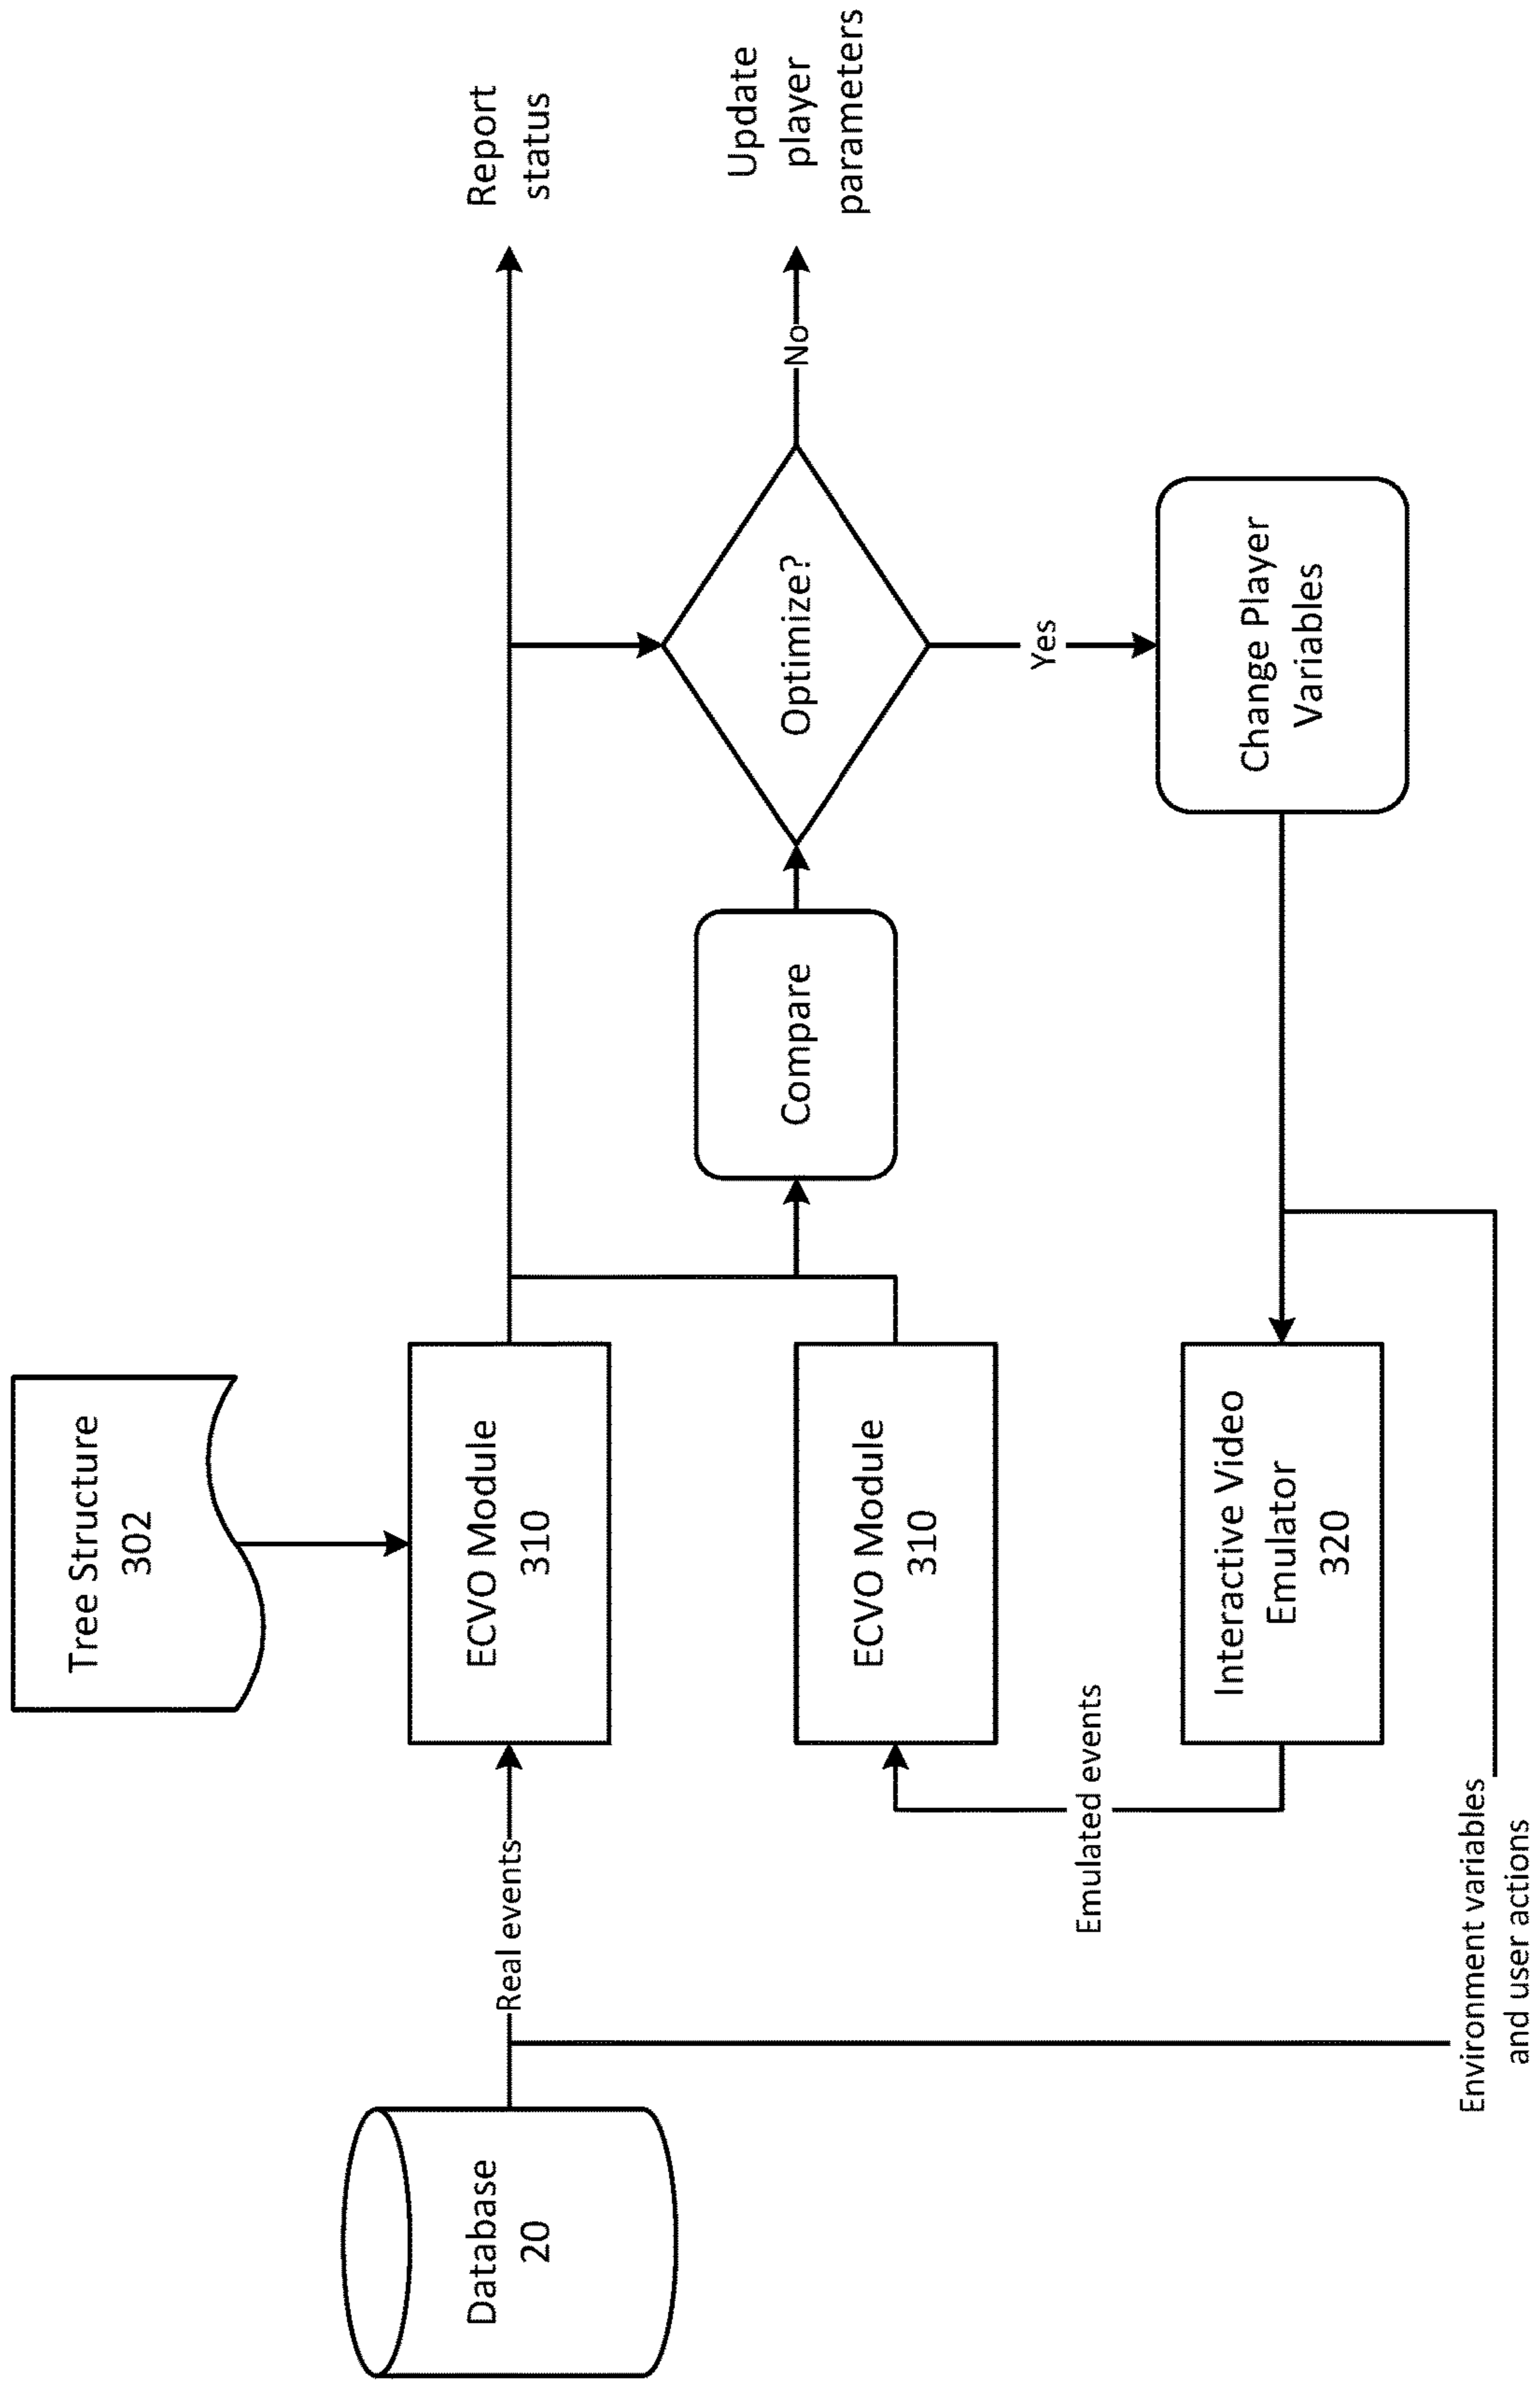 Tree Structure
302
Database
20
Real events
ECVO Module
310
Report
status
Emulated events
ECVO Module
310
Compare
Optimize?
No
Update
player
parameters
Yes
Interactive Video
Emulator
320
Change Player
Variables
Environment variables
and user actions